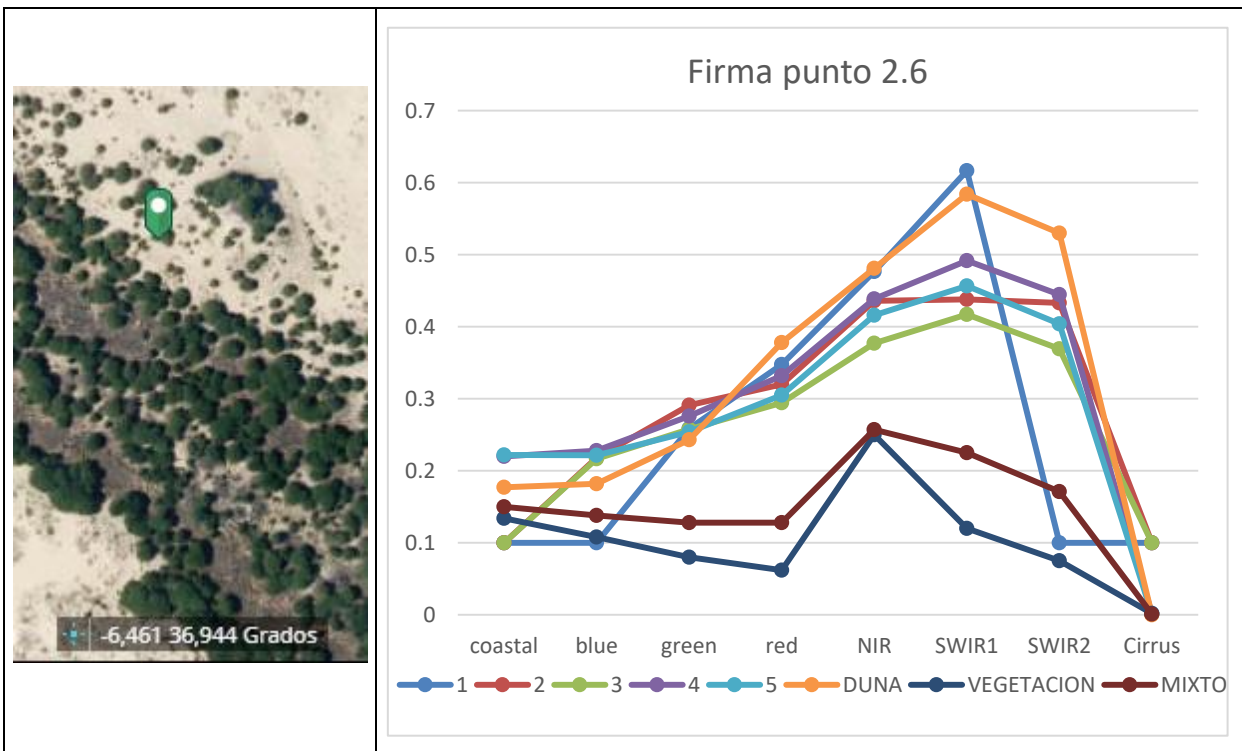 -6,461 36,944 Grados
Firma punto 2.6
0.7
0.6
0.5
0.4
0.3
0.2
0.1
0
coastal blue green red NIR SWIR1 SWIR2 Cirrus
1 2 3 4 5 DUNA VEGETACION MIXTO